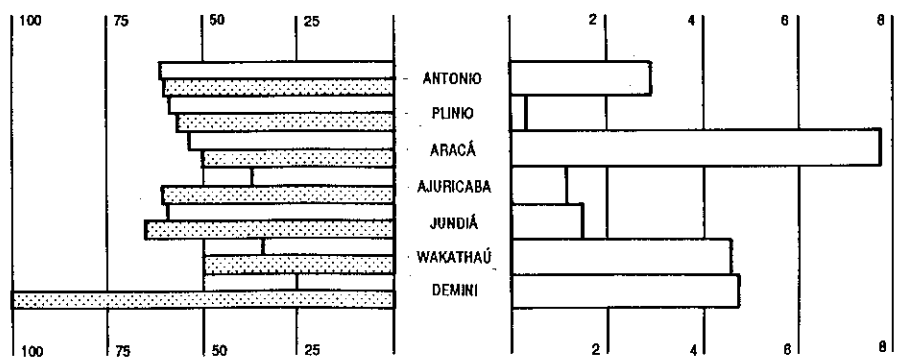 100 75 50 25 2 4 6 8
ANTONIO
PLINIO
ARACÁ
AJURICABA
JUNDIÁ
WAKATHAÚ
DEMINI
100 75 50 25 2 4 6 8